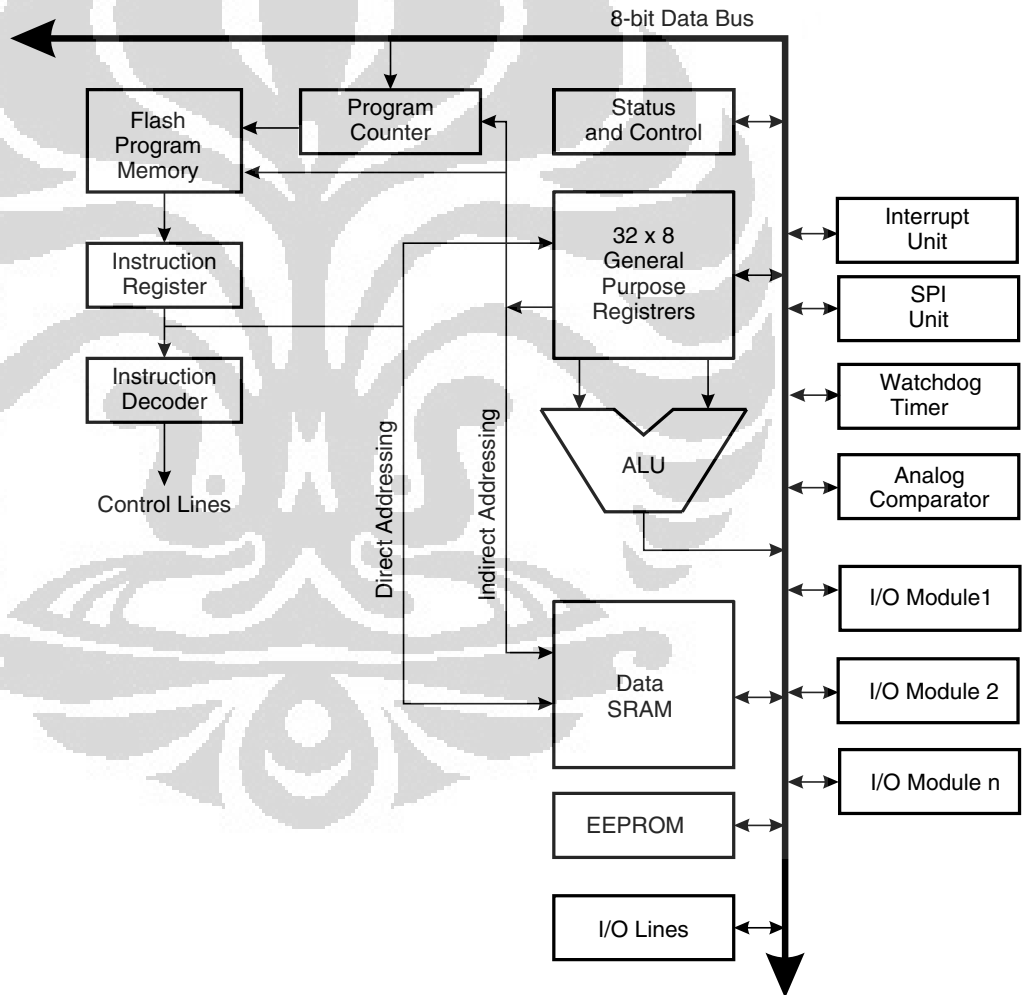 8-bit Data Bus
Flash
Program
Memory
Program
Counter
Status
and Control
Instruction
Register
32 x 8
General
Purpose
Registrers
Interrupt
Unit
SPI
Unit
Instruction
Decoder
Watchdog
Timer
Control Lines
Direct Addressing
Indirect Addressing
ALU
Analog
Comparator
I/O Module1
Data
SRAM
I/O Module 2
I/O Module n
EEPROM
I/O Lines